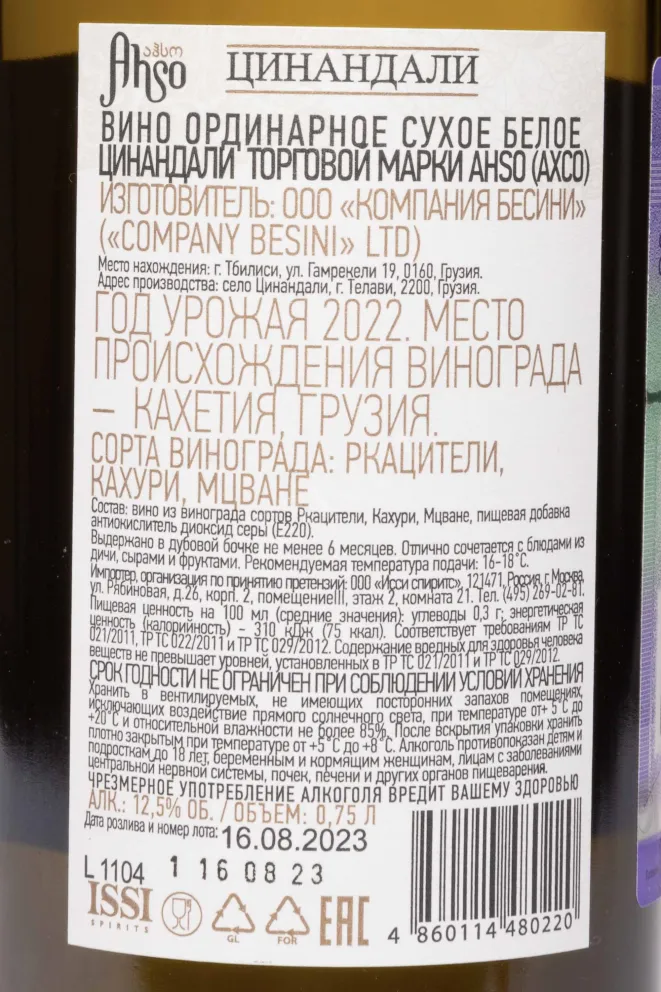 აჰსო
Ahso
ЦИНАНДАЛИ
ВИНО ОРДИНАРНОЕ СУХОЕ БЕЛОЕ
ЦИНАНДАЛИ ТОРГОВОЙ МАРКИ AHSO (АХСО)
ИЗГОТОВИТЕЛЬ: ООО «КОМПАНИЯ БЕСИНИ»
(«COMPANY BESINI» LTD)
Место нахождения: г. Тбилиси, ул. Гамрекели 19, 0160, Грузия.
Адрес производства: село Цинандали, г. Телави, 2200, Грузия.
ГОД УРОЖАЯ 2022. МЕСТО
ПРОИСХОЖДЕНИЯ ВИНОГРАДА
– КАХЕТИЯ, ГРУЗИЯ.
СОРТА ВИНОГРАДА: РКАЦИТЕЛИ,
КАХУРИ, МЦВАНЕ
Состав: вино из винограда сортов Ркацители, Кахури, Мцване, пищевая добавка
антиокислитель диоксид серы (Е220).
Выдержано в дубовой бочке не менее 6 месяцев. Отлично сочетается с блюдами из
дичи, сырами и фруктами. Рекомендуемая температура подачи: 16-18°С.
Импортер, организация по принятию претензий: ООО «Исси спиритс», 121471, Россия, г. Москва,
ул. Рябиновая, д.26, корп. 2, помещениеIII, этаж 2, комната 21. Тел. (495) 269-02-81.
Пищевая ценность на 100 мл (средние значения): углеводы 0,3 г; энергетическая
ценность (калорийность) – 310 кДж (75 ккал). Соответствует требованиям ТР ТС
021/2011, ТР ТС 022/2011 и ТР ТС 029/2012. Содержание вредных для здоровья человека
веществ не превышает уровней, установленных в ТР ТС 021/2011 и ТР ТС 029/2012.
СРОК ГОДНОСТИ НЕ ОГРАНИЧЕН ПРИ СОБЛЮДЕНИИ УСЛОВИЙ ХРАНЕНИЯ
Хранить в вентилируемых, не имеющих посторонних запахов помещениях,
исключающих воздействие прямого солнечного света, при температуре от+ 5°С до
+20°С и относительной влажности не более 85%. После вскрытия упаковки хранить
плотно закрытым при температуре от +5°С до +8°С. Алкоголь противопоказан детям и
подросткам до 18 лет, беременным и кормящим женщинам, лицам с заболеваниями
центральной нервной системы, почек, печени и других органов пищеварения.
ЧРЕЗМЕРНОЕ УПОТРЕБЛЕНИЕ АЛКОГОЛЯ ВРЕДИТ ВАШЕМУ ЗДОРОВЬЮ
АЛК.: 12,5% ОБ. / ОБЪЕМ: 0,75 Л
Дата розлива и номер лота: 16.08.2023
L 1104 1 16 08 23
ISSI
SPIRITS
GL
FOR
EAC
4 860114 480220